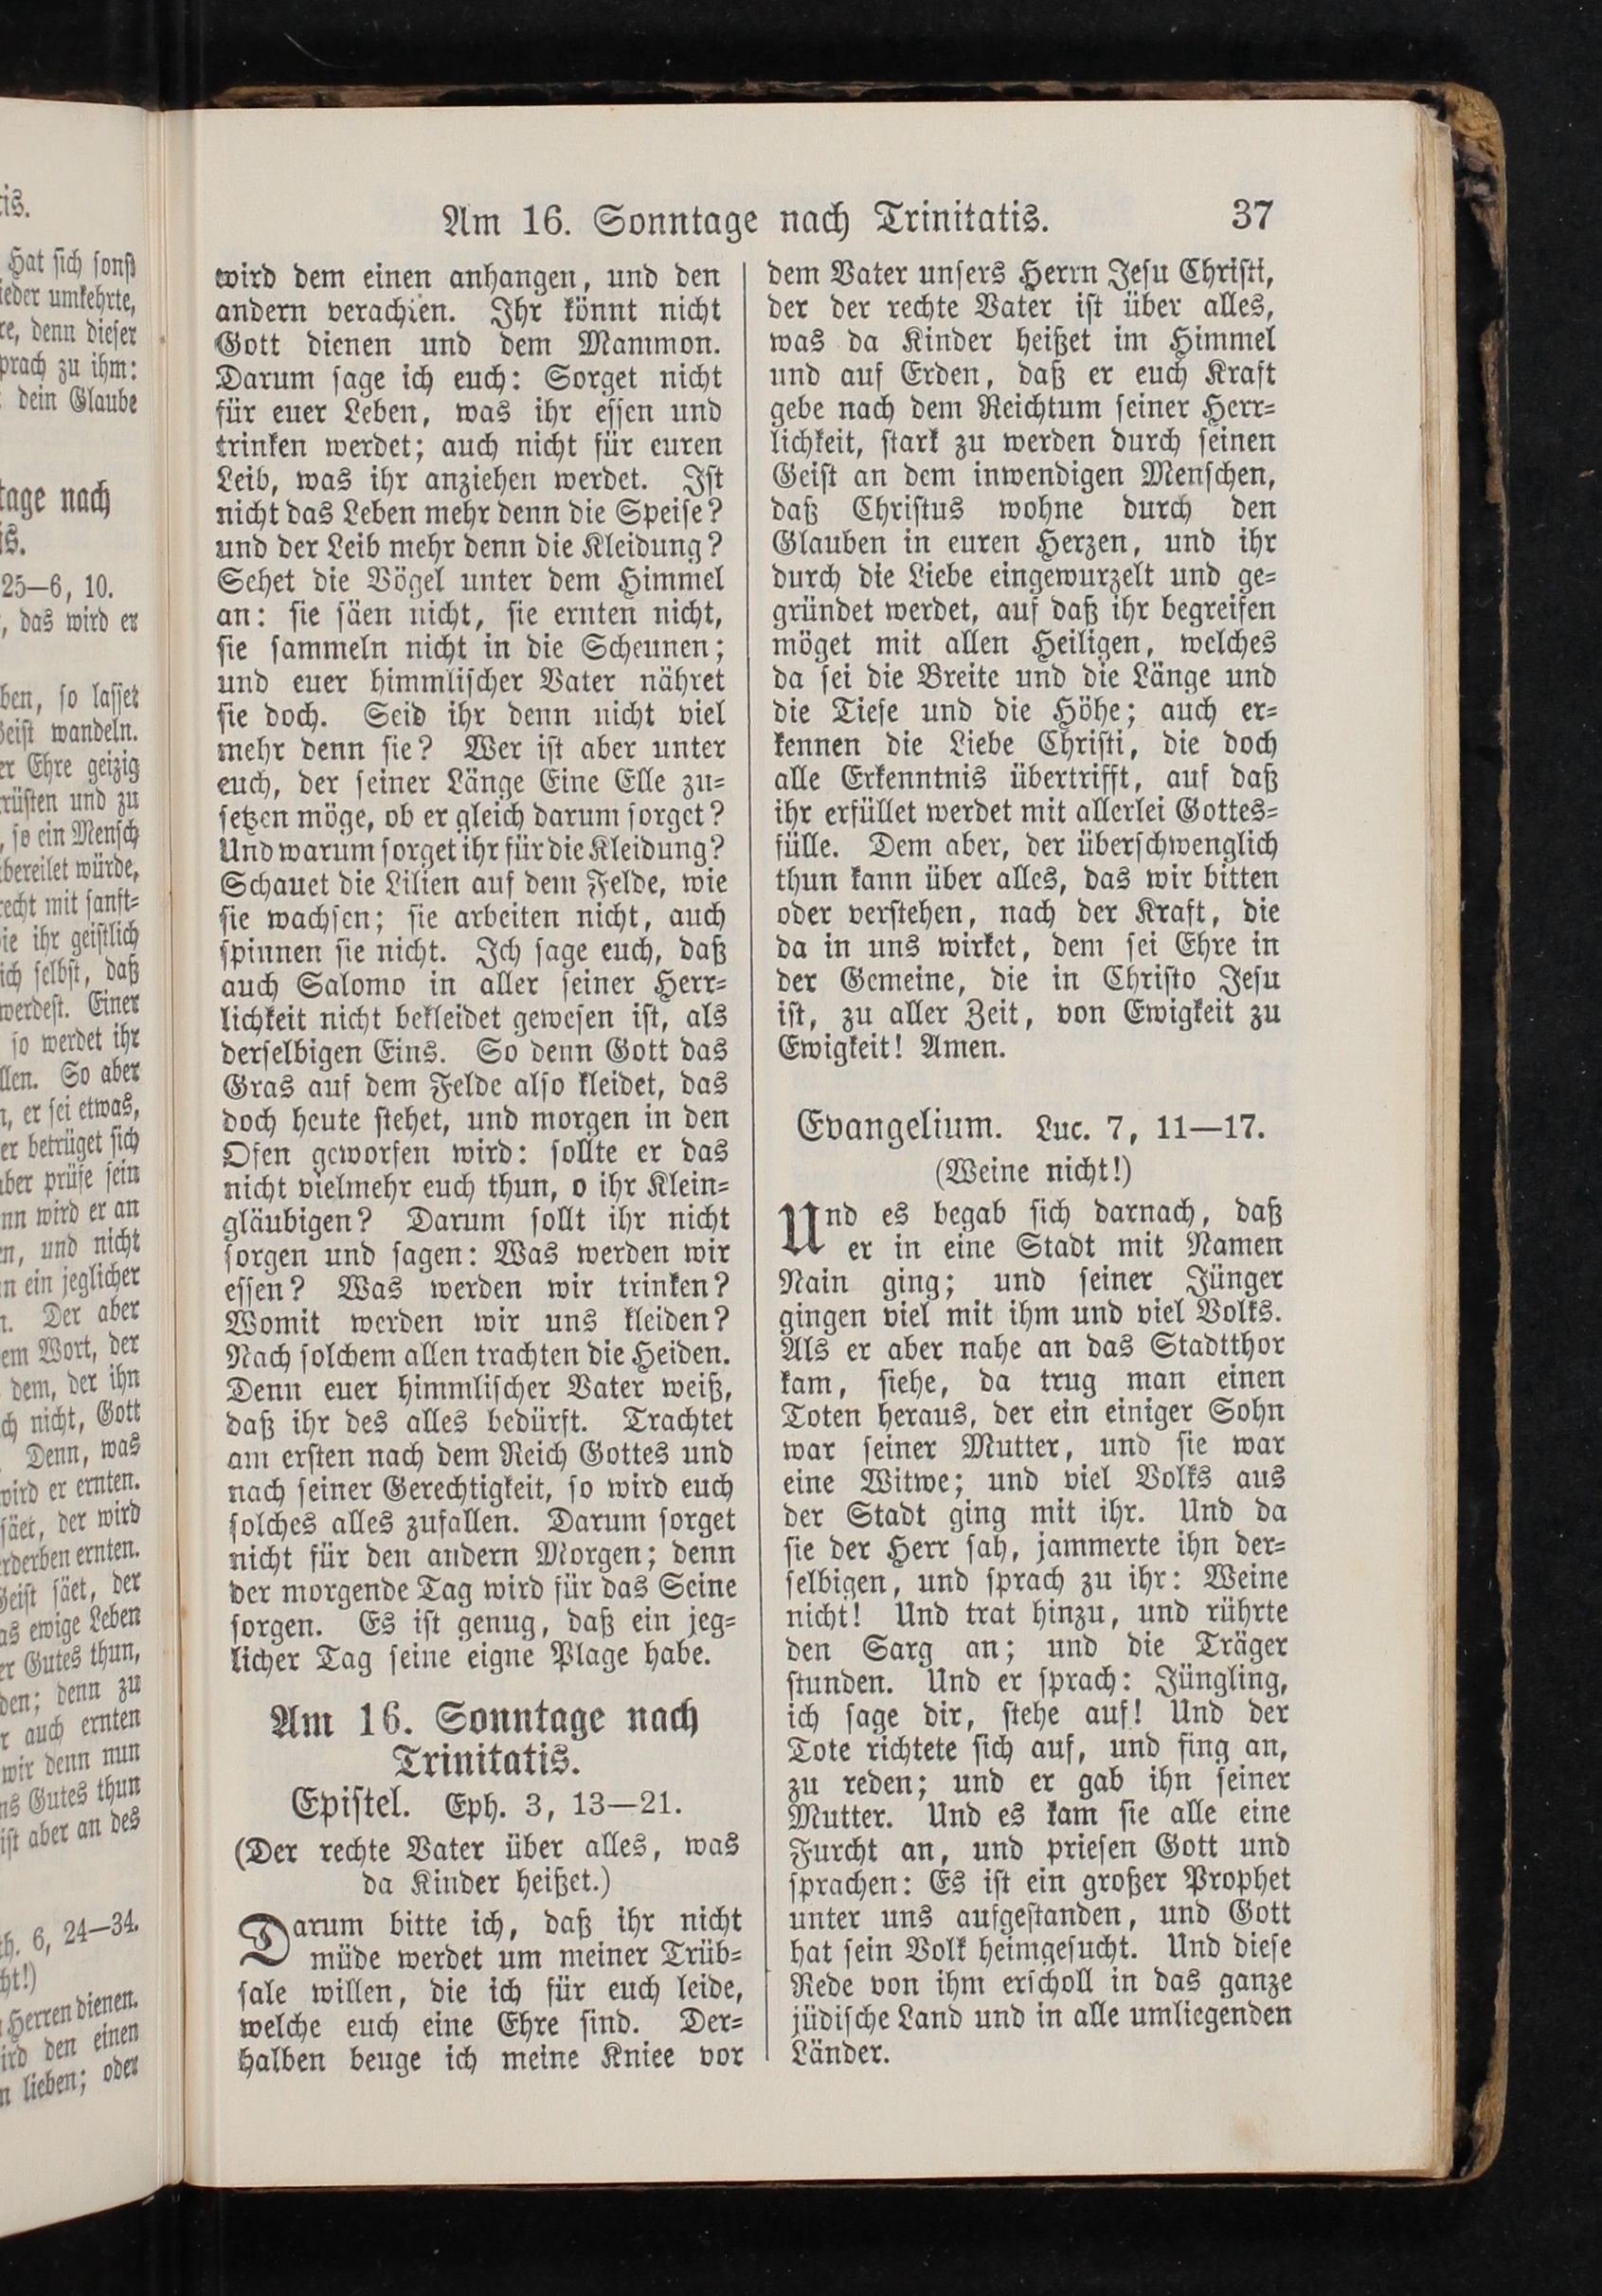 Am 16. Sonntage nach Trinitatis. 37
wird dem einen anhangen, und den
andern verachten. Ihr könnt nicht
Gott dienen und dem Mammon.
Darum sage ich euch: Sorget nicht
für euer Leben, was ihr essen und
trinken werdet; auch nicht für euren
Leib, was ihr anziehen werdet. Ist
nicht das Leben mehr denn die Speise?
und der Leib mehr denn die Kleidung?
Sehet die Vögel unter dem Himmel
an: sie säen nicht, sie ernten nicht,
sie sammeln nicht in die Scheunen;
und euer himmlischer Vater nähret
sie doch. Seid ihr denn nicht viel
mehr denn sie? Wer ist aber unter
euch, der seiner Länge Eine Elle zu-
setzen möge, ob er gleich darum sorget?
Und warum sorget ihr für die Kleidung?
Schauet die Lilien auf dem Felde, wie
sie wachsen; sie arbeiten nicht, auch
spinnen sie nicht. Ich sage euch, daß
auch Salomo in aller seiner Herr-
lichkeit nicht bekleidet gewesen ist, als
derselbigen Eins. So denn Gott das
Gras auf dem Felde also kleidet, das
doch heute stehet, und morgen in den
Ofen geworfen wird: sollte er das
nicht vielmehr euch thun, o ihr Klein-
gläubigen? Darum sollt ihr nicht
sorgen und sagen: Was werden wir
essen? Was werden wir trinken?
Womit werden wir uns kleiden?
Nach solchem allen trachten die Heiden.
Denn euer himmlischer Vater weiß,
daß ihr des alles bedürft. Trachtet
am ersten nach dem Reich Gottes und
nach seiner Gerechtigkeit, so wird euch
solches alles zufallen. Darum sorget
nicht für den andern Morgen; denn
der morgende Tag wird für das Seine
sorgen. Es ist genug, daß ein jeg-
licher Tag seine eigne Plage habe.
Am 16. Sonntage nach
Trinitatis.
Epistel. Eph. 3, 13—21.
(Der rechte Vater über alles, was
da Kinder heißet.)
Darum bitte ich, daß ihr nicht
müde werdet um meiner Trüb-
sale willen, die ich für euch leide,
welche euch eine Ehre sind. Der-
halben beuge ich meine Kniee vor
dem Vater unsers Herrn Jesu Christi,
der der rechte Vater ist über alles,
was da Kinder heißet im Himmel
und auf Erden, daß er euch Kraft
gebe nach dem Reichtum seiner Herr-
lichkeit, stark zu werden durch seinen
Geist an dem inwendigen Menschen,
daß Christus wohne durch den
Glauben in euren Herzen, und ihr
durch die Liebe eingewurzelt und ge-
gründet werdet, auf daß ihr begreifen
möget mit allen Heiligen, welches
da sei die Breite und die Länge und
die Tiefe und die Höhe; auch er-
kennen die Liebe Christi, die doch
alle Erkenntnis übertrifft, auf daß
ihr erfüllet werdet mit allerlei Gottes-
fülle. Dem aber, der überschwenglich
thun kann über alles, das wir bitten
oder verstehen, nach der Kraft, die
da in uns wirket, dem sei Ehre in
der Gemeine, die in Christo Jesu
ist, zu aller Zeit, von Ewigkeit zu
Ewigkeit! Amen.
Evangelium. Luc. 7, 11—17.
(Weine nicht!)
Und es begab sich darnach, daß
er in eine Stadt mit Namen
Nain ging; und seiner Jünger
gingen viel mit ihm und viel Volks.
Als er aber nahe an das Stadtthor
kam, siehe, da trug man einen
Toten heraus, der ein einiger Sohn
war seiner Mutter, und sie war
eine Witwe; und viel Volks aus
der Stadt ging mit ihr. Und da
sie der Herr sah, jammerte ihn der-
selbigen, und sprach zu ihr: Weine
nicht! Und trat hinzu, und rührte
den Sarg an; und die Träger
stunden. Und er sprach: Jüngling,
ich sage dir, stehe auf! Und der
Tote richtete sich auf, und fing an,
zu reden; und er gab ihn seiner
Mutter. Und es kam sie alle eine
Furcht an, und priesen Gott und
sprachen: Es ist ein großer Prophet
unter uns aufgestanden, und Gott
hat sein Volk heimgesucht. Und diese
Rede von ihm erscholl in das ganze
jüdische Land und in alle umliegenden
Länder.